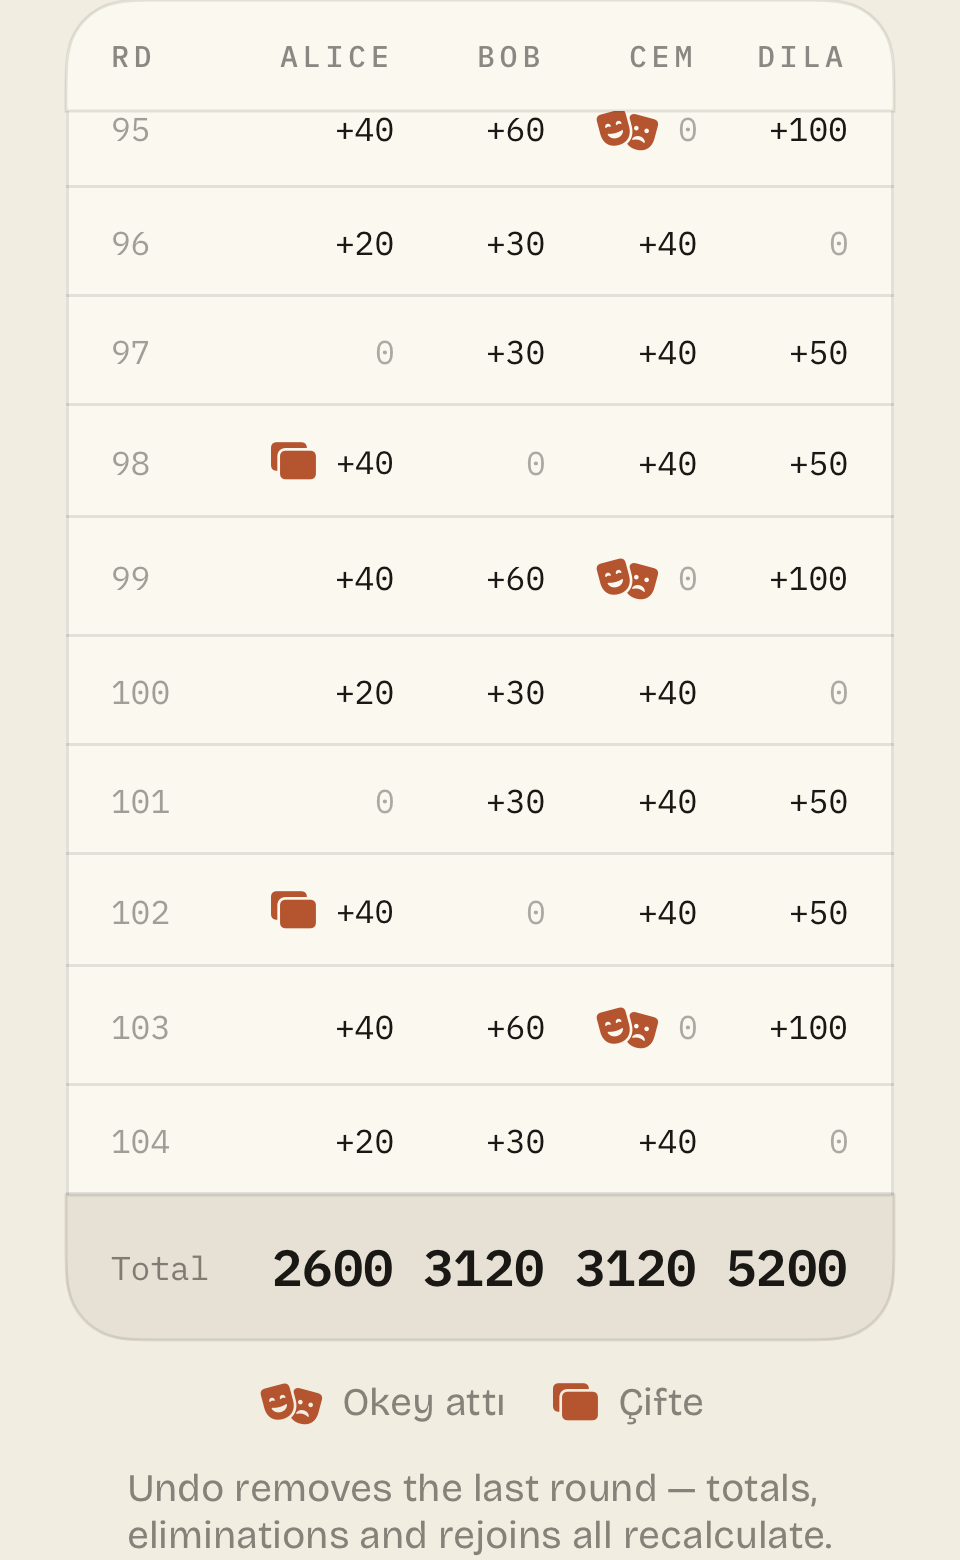 RD ALICE BOB CEM DILA
95 +40 +60 0 +100
96 +20 +30 +40 0
97 0 +30 +40 +50
98 +40 0 +40 +50
99 +40 +60 0 +100
100 +20 +30 +40 0
101 0 +30 +40 +50
102 +40 0 +40 +50
103 +40 +60 0 +100
104 +20 +30 +40 0
Total 2600 3120 3120 5200
Okey attı Çifte
Undo removes the last round — totals,
eliminations and rejoins all recalculate.